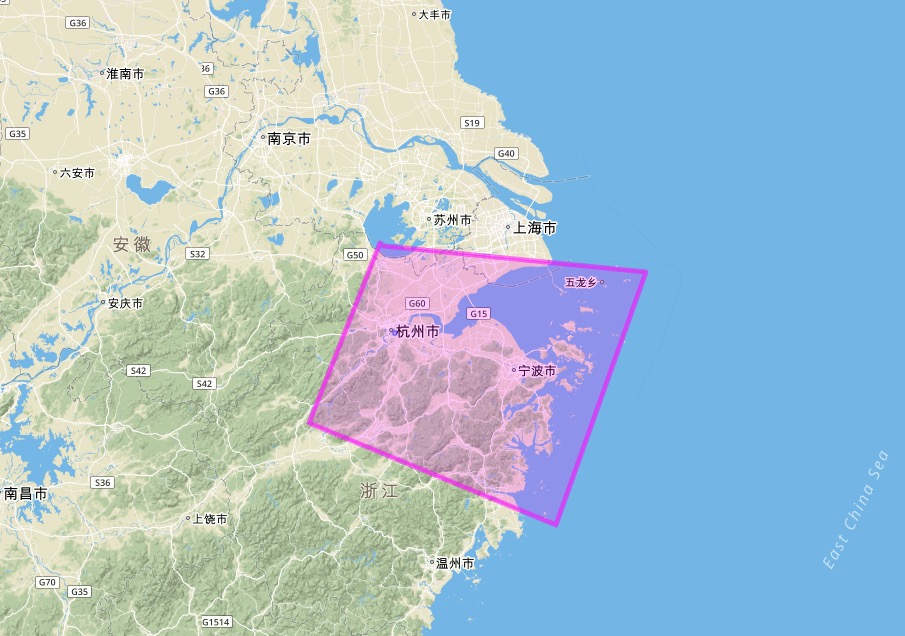 大丰市
G36
淮南市
36
G36
G35
S19
南京市
G40
六安市
苏州市
上海市
安徽
S32
G50
五龙乡
安庆市
G60
G15
杭州市
S42
宁波市
S42
S36
南昌市
浙江
上饶市
East China Sea
温州市
G70
G35
G1514